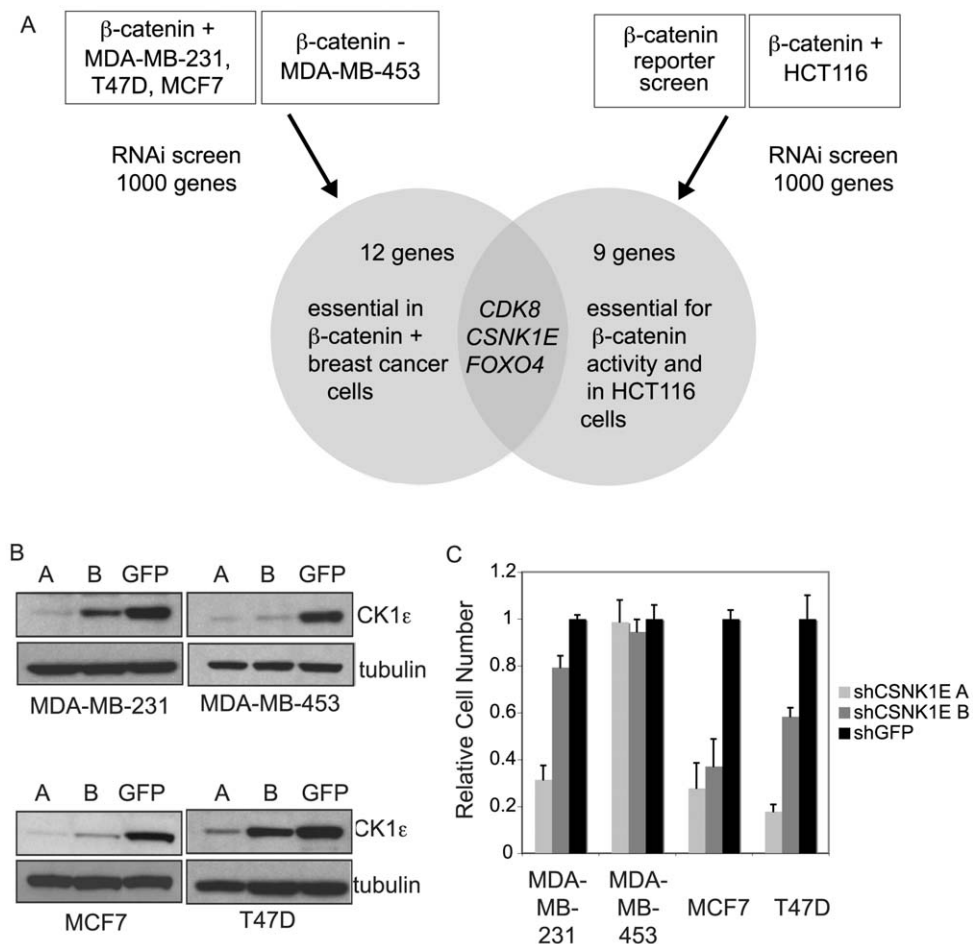 A
β-catenin +
MDA-MB-231,
T47D, MCF7
β-catenin -
MDA-MB-453
β-catenin
reporter
screen
β-catenin +
HCT116
RNAi screen
1000 genes
RNAi screen
1000 genes
12 genes
essential in
β-catenin +
breast cancer
cells
CDK8
CSNK1E
FOXO4
9 genes
essential for
β-catenin
activity and
in HCT116
cells
B
A B GFP
CK1ε
tubulin
MDA-MB-231
A B GFP
MDA-MB-453
A B GFP
CK1ε
tubulin
MCF7
A B GFP
T47D
C
Relative Cell Number
1.2
1
0.8
0.6
0.4
0.2
0
MDA-
MB-
231
MDA-
MB-
453
MCF7
T47D
shCSNK1E A
shCSNK1E B
shGFP